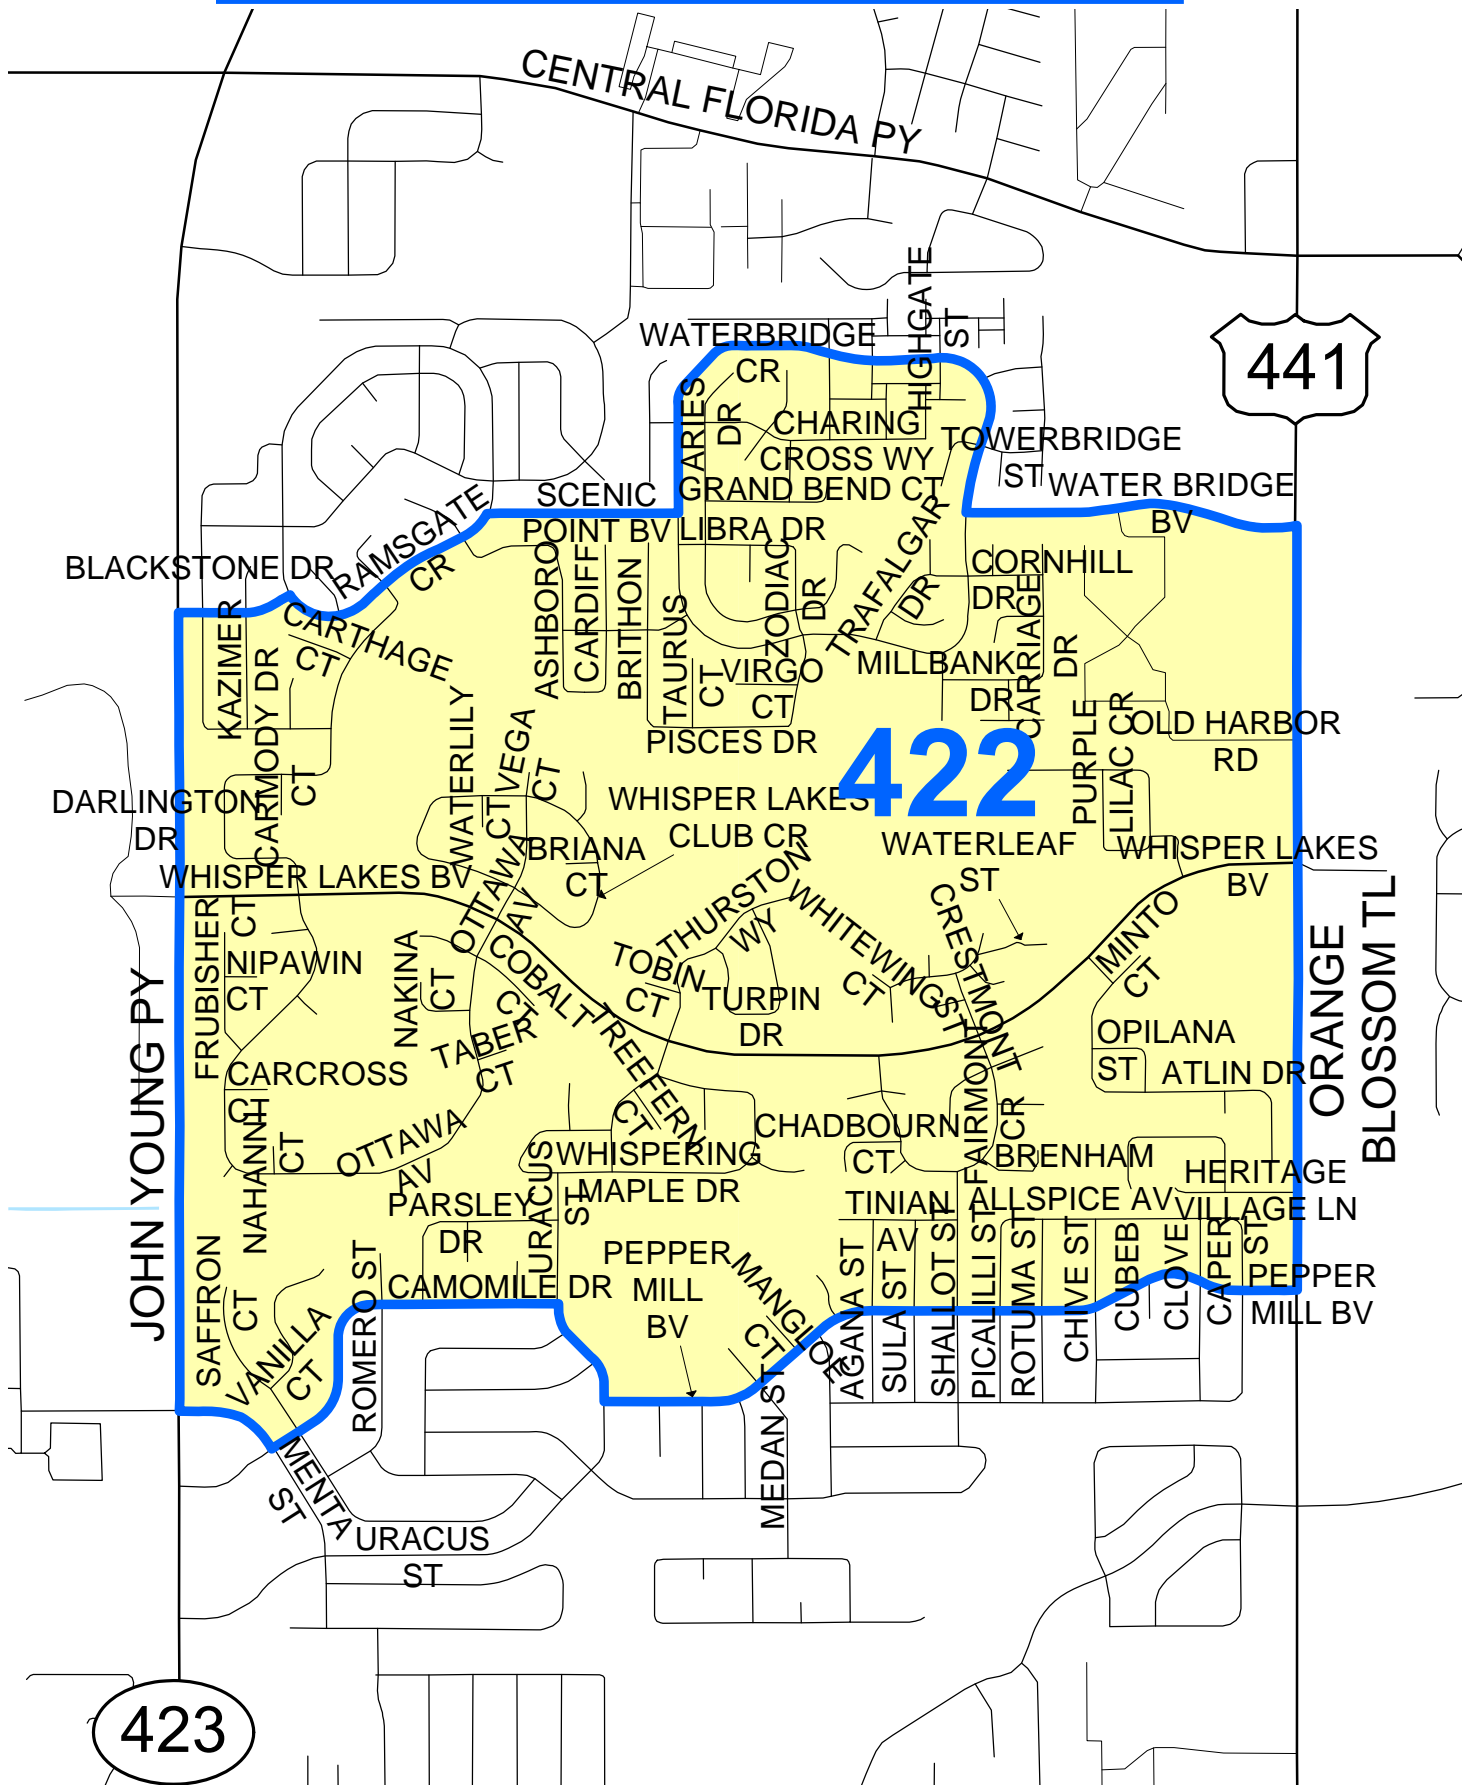 CENTRAL FLORIDA PY
HIGHGATE
ST
WATERBRIDGE
CR
441
ARIES
DR
CHARING
CROSS WY
TOWERBRIDGE
ST
WATER BRIDGE
BV
SCENIC
POINT BV
GRAND BEND CT
LIBRA DR
RAMSGATE
CR
BLACKSTONE DR
TRAFALGAR
DR
CORNHILL
DR
ASHBORO
CARDIFF
BRITHON
TAURUS
CT
ZODIAC
DR
KAZIMER
CARTHAGE
CT
CARMODY DR
CT
VIRGO
CT
MILLBANK
DR
CARRIAGE
DR
PISCES DR
422
PURPLE
LILAC CR
OLD HARBOR
RD
WATERLILY
CT
VEGA
CT
DARLINGTON
DR
WHISPER LAKES
CLUB CR
BRIANA
CT
WATERLEAF
ST
WHISPER LAKES
BV
WHISPER LAKES BV
OTTAWA
AV
THURSTON
WY
WHITEWINGS
CT
CRESTMONT
CR
MINTO
CT
ORANGE
BLOSSOM TL
FRUBISHER
CT
NIPAWIN
CT
NAKINA
CT
COBALT
CT
TOBIN
CT
TURPIN
DR
TABER
CT
TREEFERN
CT
OPILANA
ST
ATLIN DR
JOHN YOUNG PY
CARCROSS
CT
NAHANNI
CT
OTTAWA
AV
CHADBOURN
CT
FAIRMONT
ST
BRENHAM
WHISPERING
MAPLE DR
HERITAGE
VILLAGE LN
PARSLEY
DR
URACUS
ST
TINIAN
AV
ALLSPICE AV
SAFFRON
CT
VANILLA
CT
ROMERO ST
CAMOMILE DR
PEPPER
MILL
BV
MANGLOE
CT
MEDAN ST
AGANA ST
SULA ST
SHALLOT ST
PICALILLI ST
ROTUMA ST
CHIVE ST
CUBEB
CLOVE
CAPER
ST
PEPPER
MILL BV
MENTA
ST
URACUS
ST
423